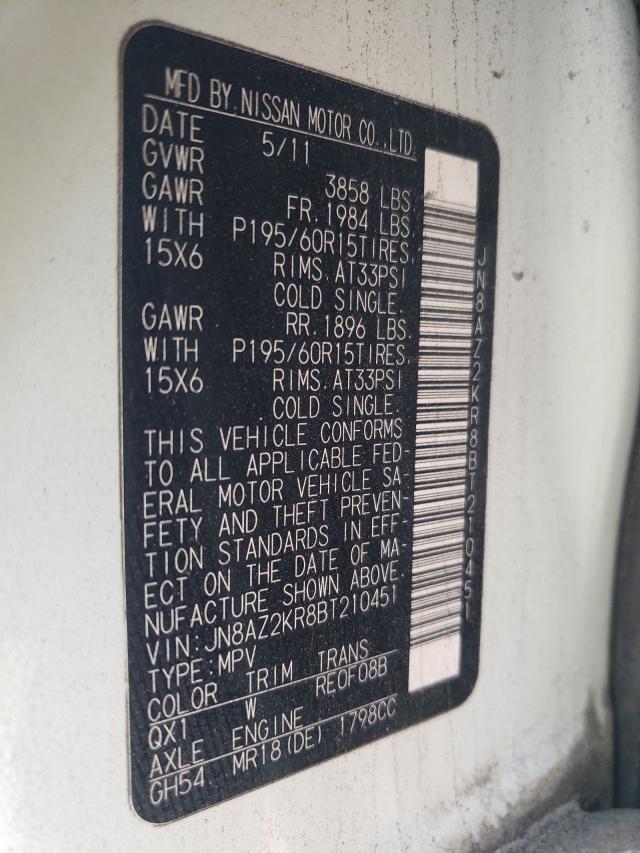 MFD BY NISSAN MOTOR CO.,LTD.
DATE 5/11
GVWR 3858 LBS
GAWR FR. 1984 LBS
WITH P195/60R15TIRES.
15X6 RIMS. AT33PSI
COLD SINGLE.
GAWR RR. 1896 LBS
WITH P195/60R15TIRES.
15X6 RIMS. AT33PSI
COLD SINGLE.
THIS VEHICLE CONFORMS
TO ALL APPLICABLE FED-
ERAL MOTOR VEHICLE SA-
FETY AND THEFT PREVEN-
TION STANDARDS IN EFF-
ECT ON THE DATE OF MA-
NUFACTURE SHOWN ABOVE.
VIN:JN8AZ2KR8BT210451
TYPE:MPV
COLOR TRIM TRANS
QX1 W RE0F08B
AXLE ENGINE
GH54 MR18(DE) 1798CC
JN8AZ2KR8BT210451